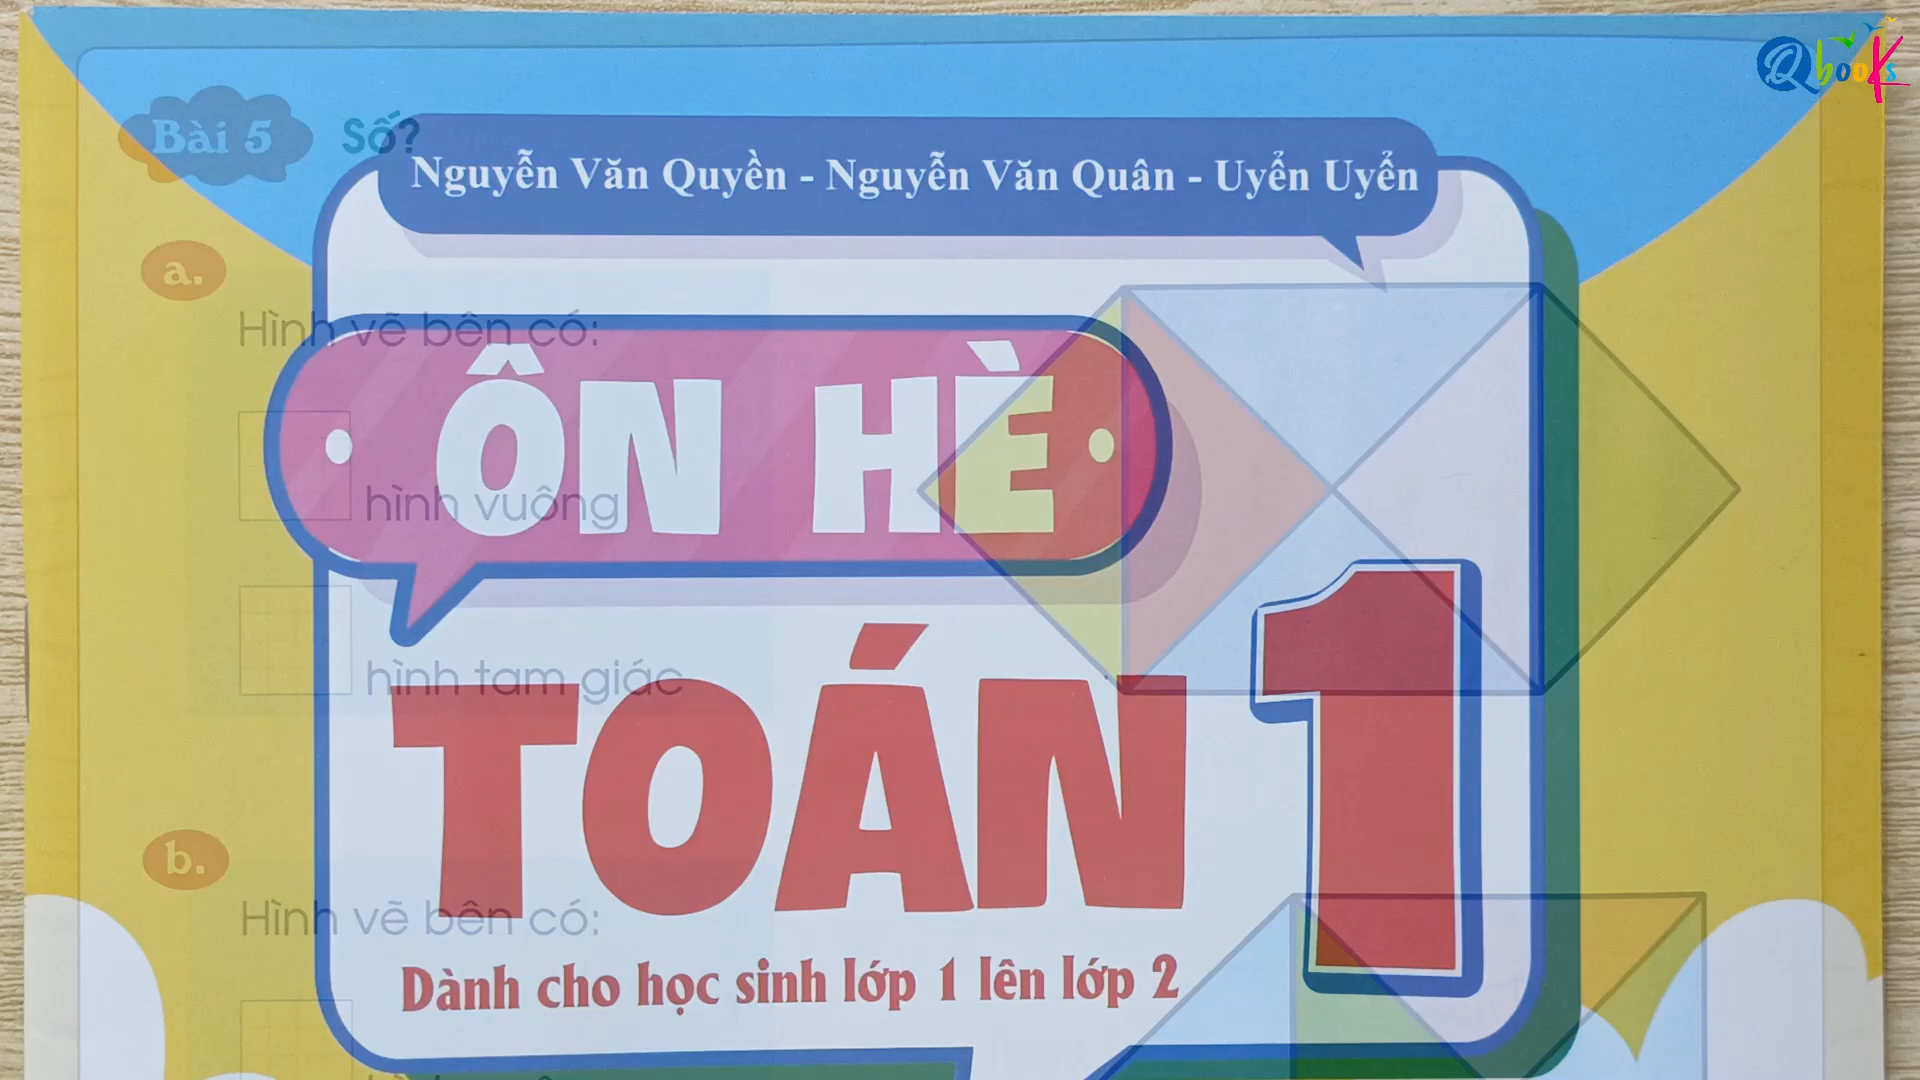 Qbooks
Bài 5 Số?
Nguyễn Văn Quyền - Nguyễn Văn Quân - Uyển Uyển
a.
Hình vẽ bên có:
ÔN HÈ
hình vuông
hình tam giác
TOÁN 1
b.
Hình vẽ bên có:
Dành cho học sinh lớp 1 lên lớp 2